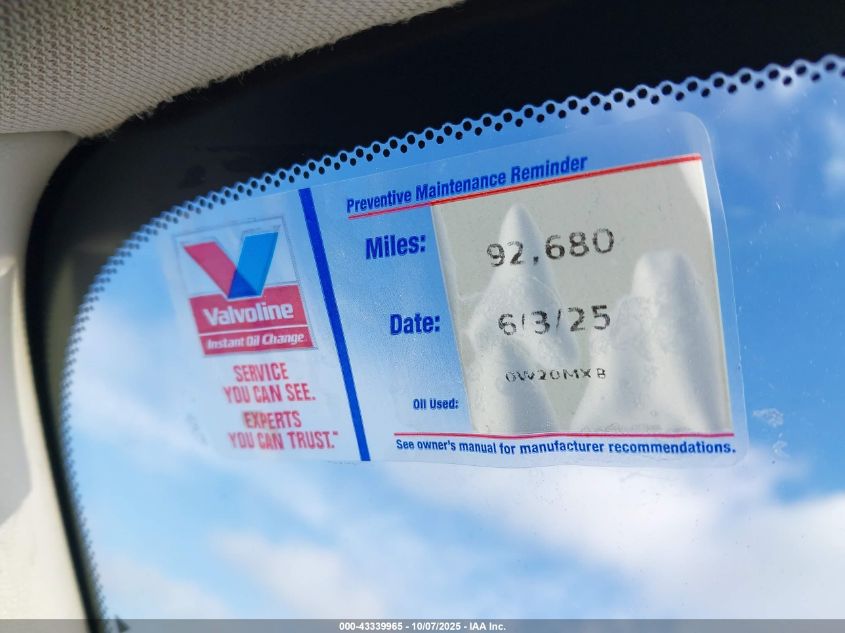 Preventive Maintenance Reminder
Miles: 92,680
Date: 6/3/25
0W20MXB
Oil Used:
See owner's manual for manufacturer recommendations.
Valvoline
Instant Oil Change
SERVICE
YOU CAN SEE.
EXPERTS
YOU CAN TRUST.™
000-43339965 - 10/07/2025 - IAA Inc.